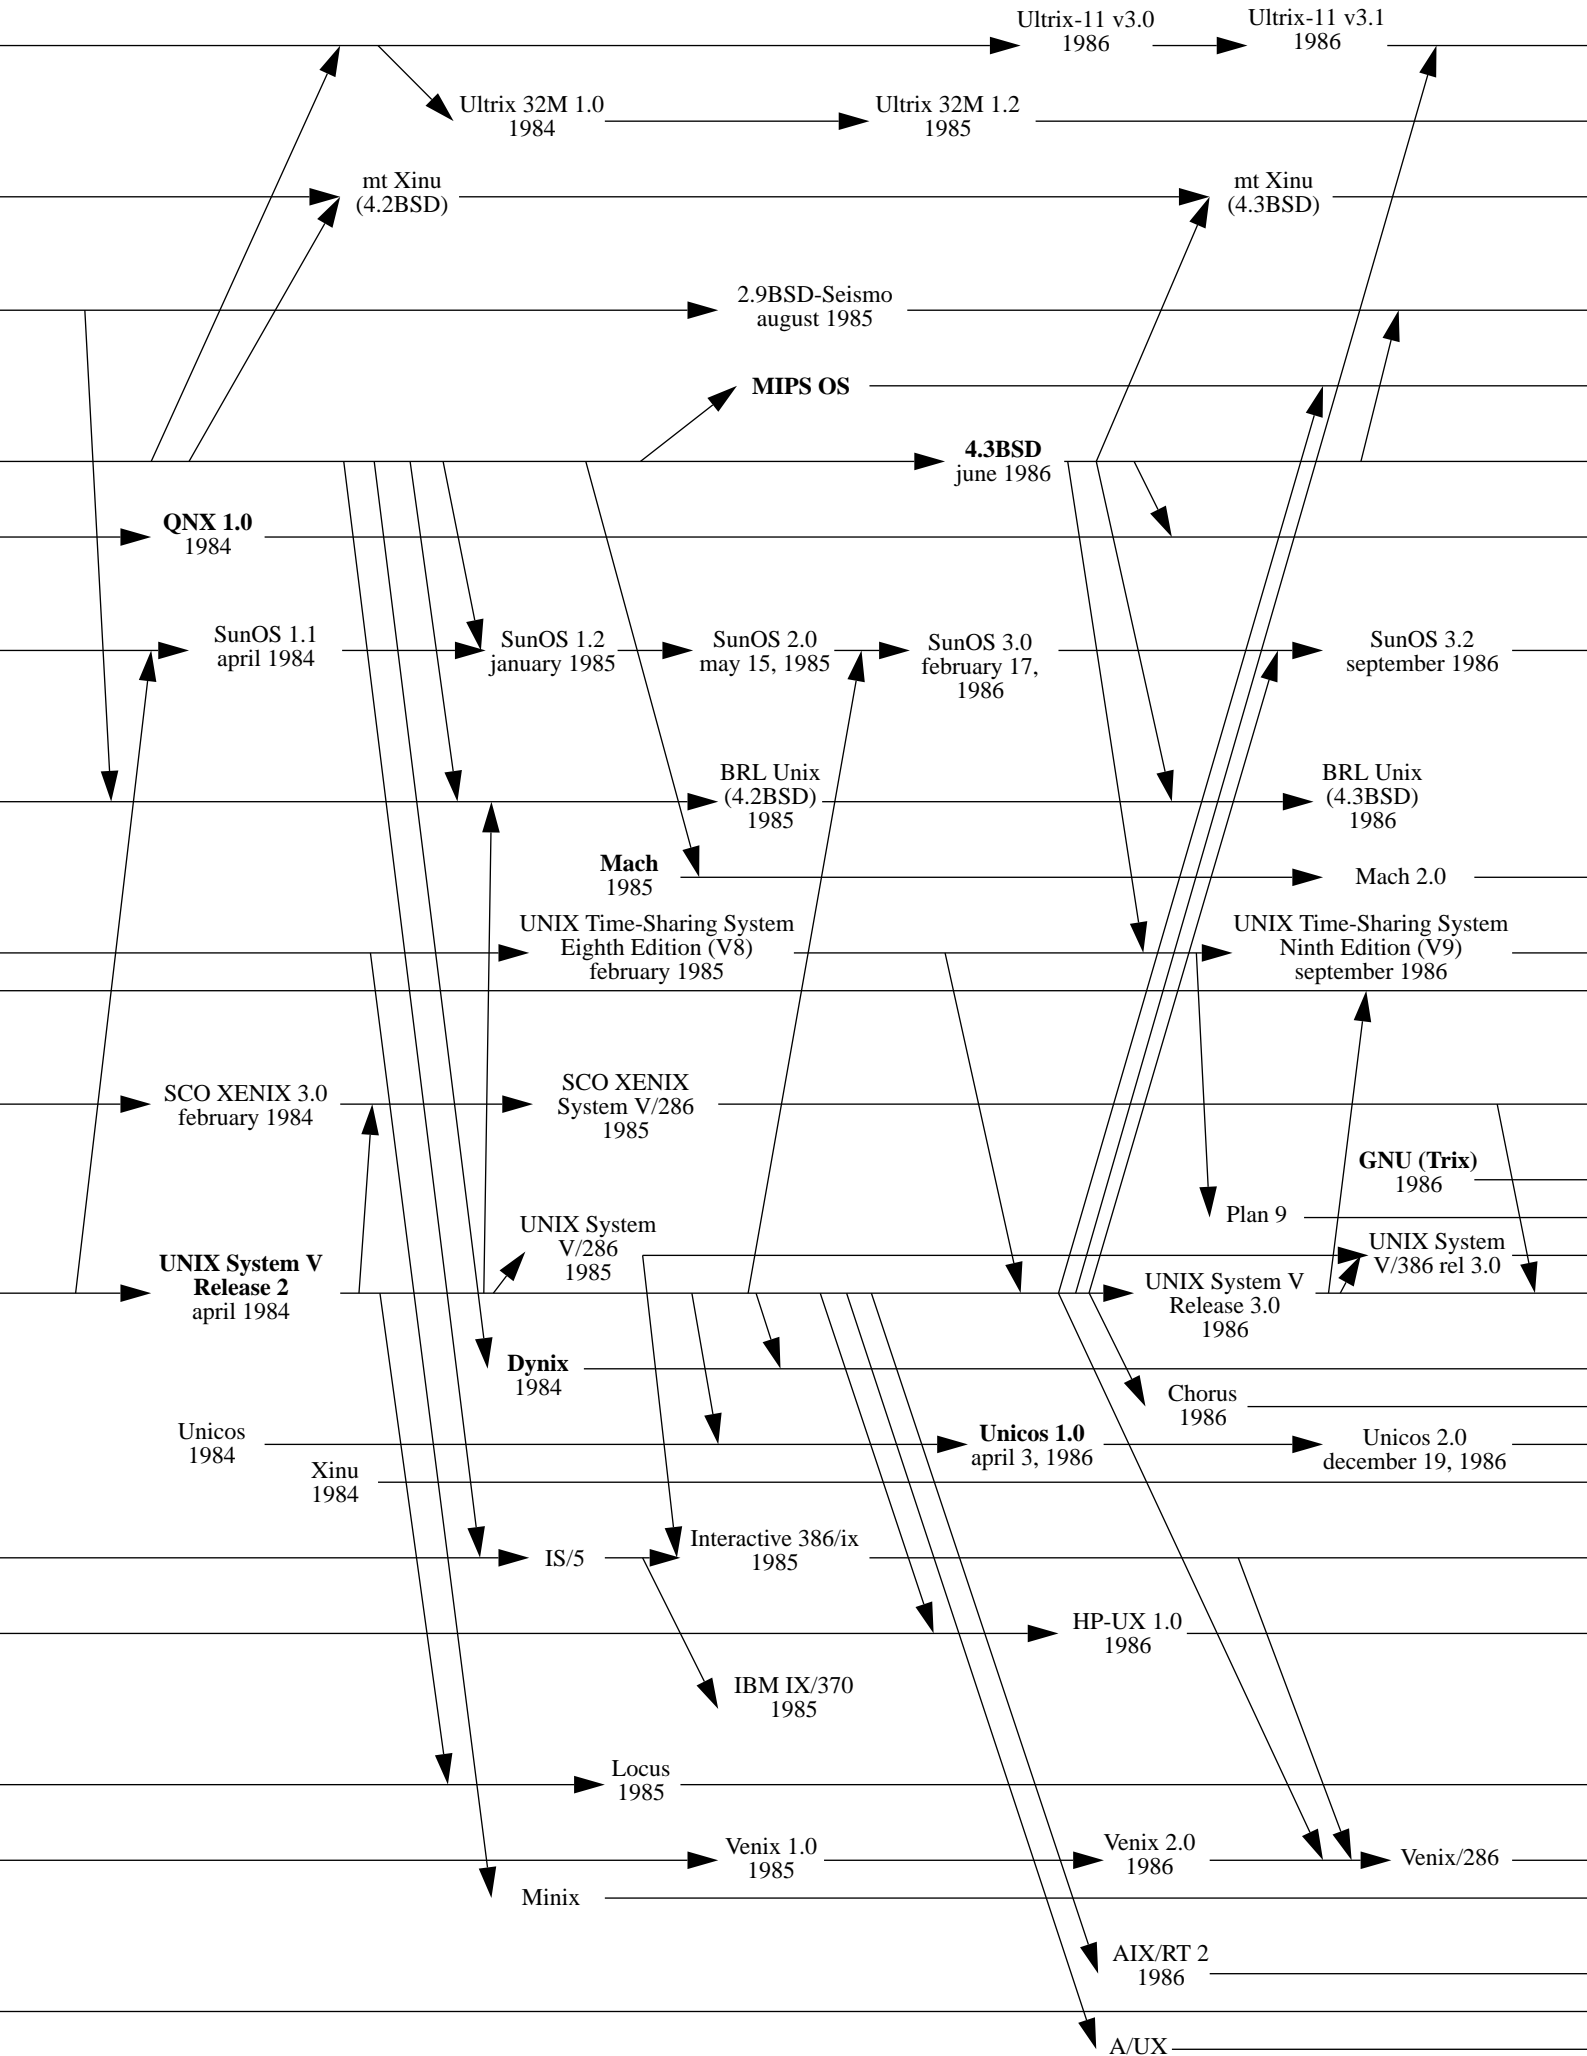 Ultrix-11 v3.0
1986
Ultrix-11 v3.1
1986
Ultrix 32M 1.0
1984
Ultrix 32M 1.2
1985
mt Xinu
(4.2BSD)
mt Xinu
(4.3BSD)
2.9BSD-Seismo
august 1985
MIPS OS
4.3BSD
june 1986
QNX 1.0
1984
SunOS 1.1
april 1984
SunOS 1.2
january 1985
SunOS 2.0
may 15, 1985
SunOS 3.0
february 17,
1986
SunOS 3.2
september 1986
BRL Unix
(4.2BSD)
1985
BRL Unix
(4.3BSD)
1986
Mach
1985
Mach 2.0
UNIX Time-Sharing System
Eighth Edition (V8)
february 1985
UNIX Time-Sharing System
Ninth Edition (V9)
september 1986
SCO XENIX 3.0
february 1984
SCO XENIX
System V/286
1985
GNU (Trix)
1986
Plan 9
UNIX System
V/286
1985
UNIX System
V/386 rel 3.0
UNIX System V
Release 2
april 1984
UNIX System V
Release 3.0
1986
Dynix
1984
Chorus
1986
Unicos
1984
Unicos 1.0
april 3, 1986
Unicos 2.0
december 19, 1986
Xinu
1984
IS/5
Interactive 386/ix
1985
HP-UX 1.0
1986
IBM IX/370
1985
Locus
1985
Venix 1.0
1985
Venix 2.0
1986
Venix/286
Minix
AIX/RT 2
1986
A/UX